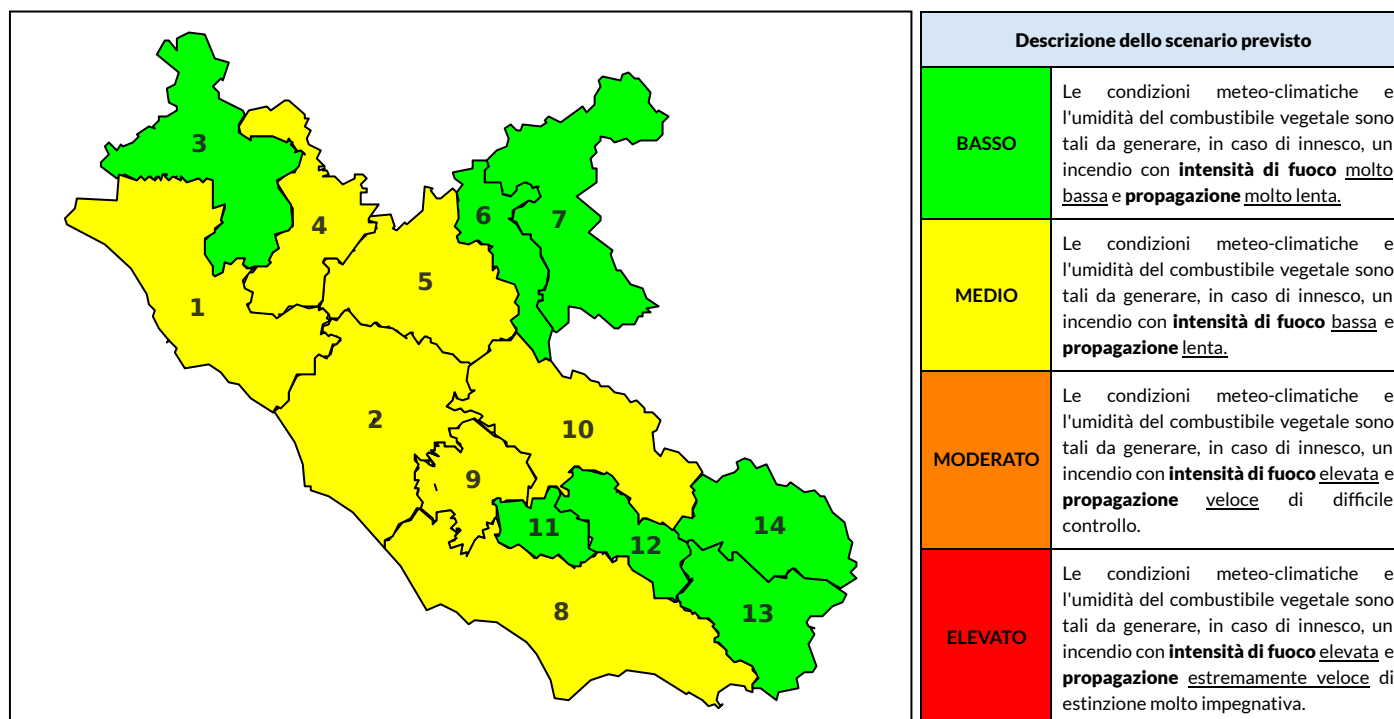 3
4
6
7
5
1
2
10
9
11
12
14
8
13
Descrizione dello scenario previsto
BASSO
Le condizioni meteo-climatiche e
l'umidità del combustibile vegetale sono
tali da generare, in caso di innesco, un
incendio con intensità di fuoco molto
bassa e propagazione molto lenta.
MEDIO
Le condizioni meteo-climatiche e
l'umidità del combustibile vegetale sono
tali da generare, in caso di innesco, un
incendio con intensità di fuoco bassa e
propagazione lenta.
MODERATO
Le condizioni meteo-climatiche e
l'umidità del combustibile vegetale sono
tali da generare, in caso di innesco, un
incendio con intensità di fuoco elevata e
propagazione veloce di difficile
controllo.
ELEVATO
Le condizioni meteo-climatiche e
l'umidità del combustibile vegetale sono
tali da generare, in caso di innesco, un
incendio con intensità di fuoco elevata e
propagazione estremamente veloce di
estinzione molto impegnativa.